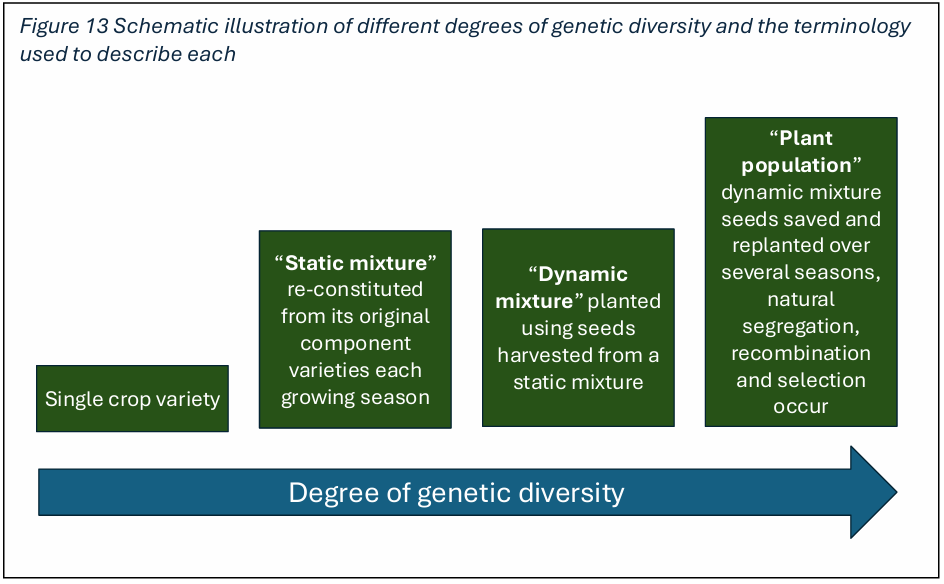 Figure 13 Schematic illustration of different degrees of genetic diversity and the terminology
used to describe each
Single crop variety
“Static mixture”
re-constituted
from its original
component
varieties each
growing season
“Dynamic
mixture” planted
using seeds
harvested from a
static mixture
“Plant
population”
dynamic mixture
seeds saved and
replanted over
several seasons,
natural
segregation,
recombination
and selection
occur
Degree of genetic diversity